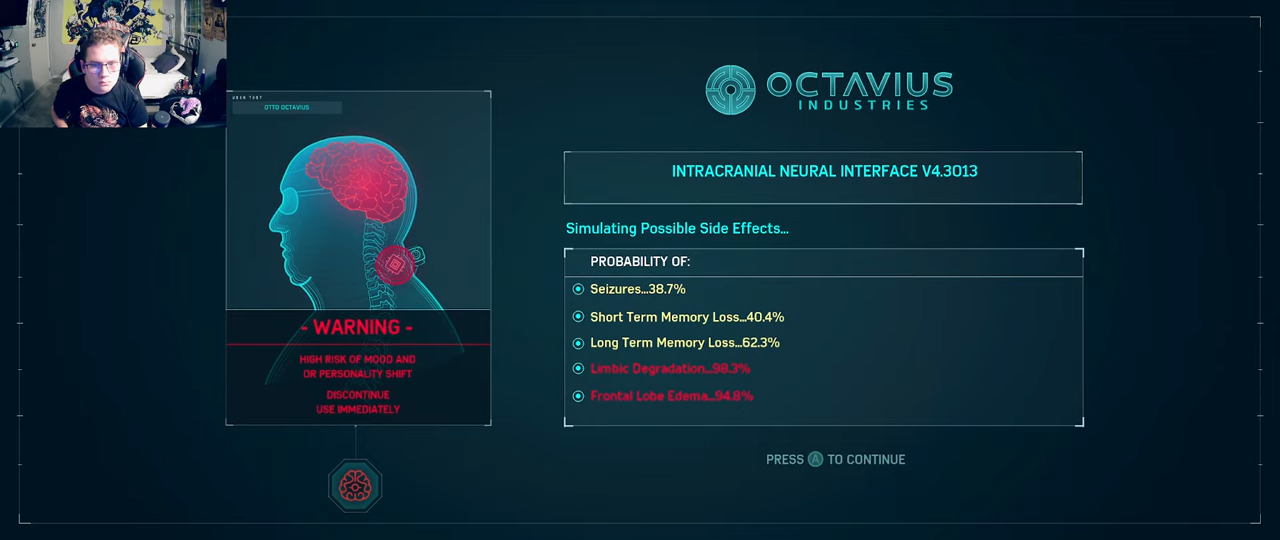 USER TEST
OTTO OCTAVIUS
OCTAVIUS
INDUSTRIES
INTRACRANIAL NEURAL INTERFACE V4.3013
Simulating Possible Side Effects...
PROBABILITY OF:
Seizures...38.7%
Short Term Memory Loss...40.4%
Long Term Memory Loss...62.3%
Limbic Degradation...98.3%
Frontal Lobe Edema...94.8%
- WARNING -
HIGH RISK OF MOOD AND
OR PERSONALITY SHIFT
DISCONTINUE
USE IMMEDIATELY
PRESS A TO CONTINUE